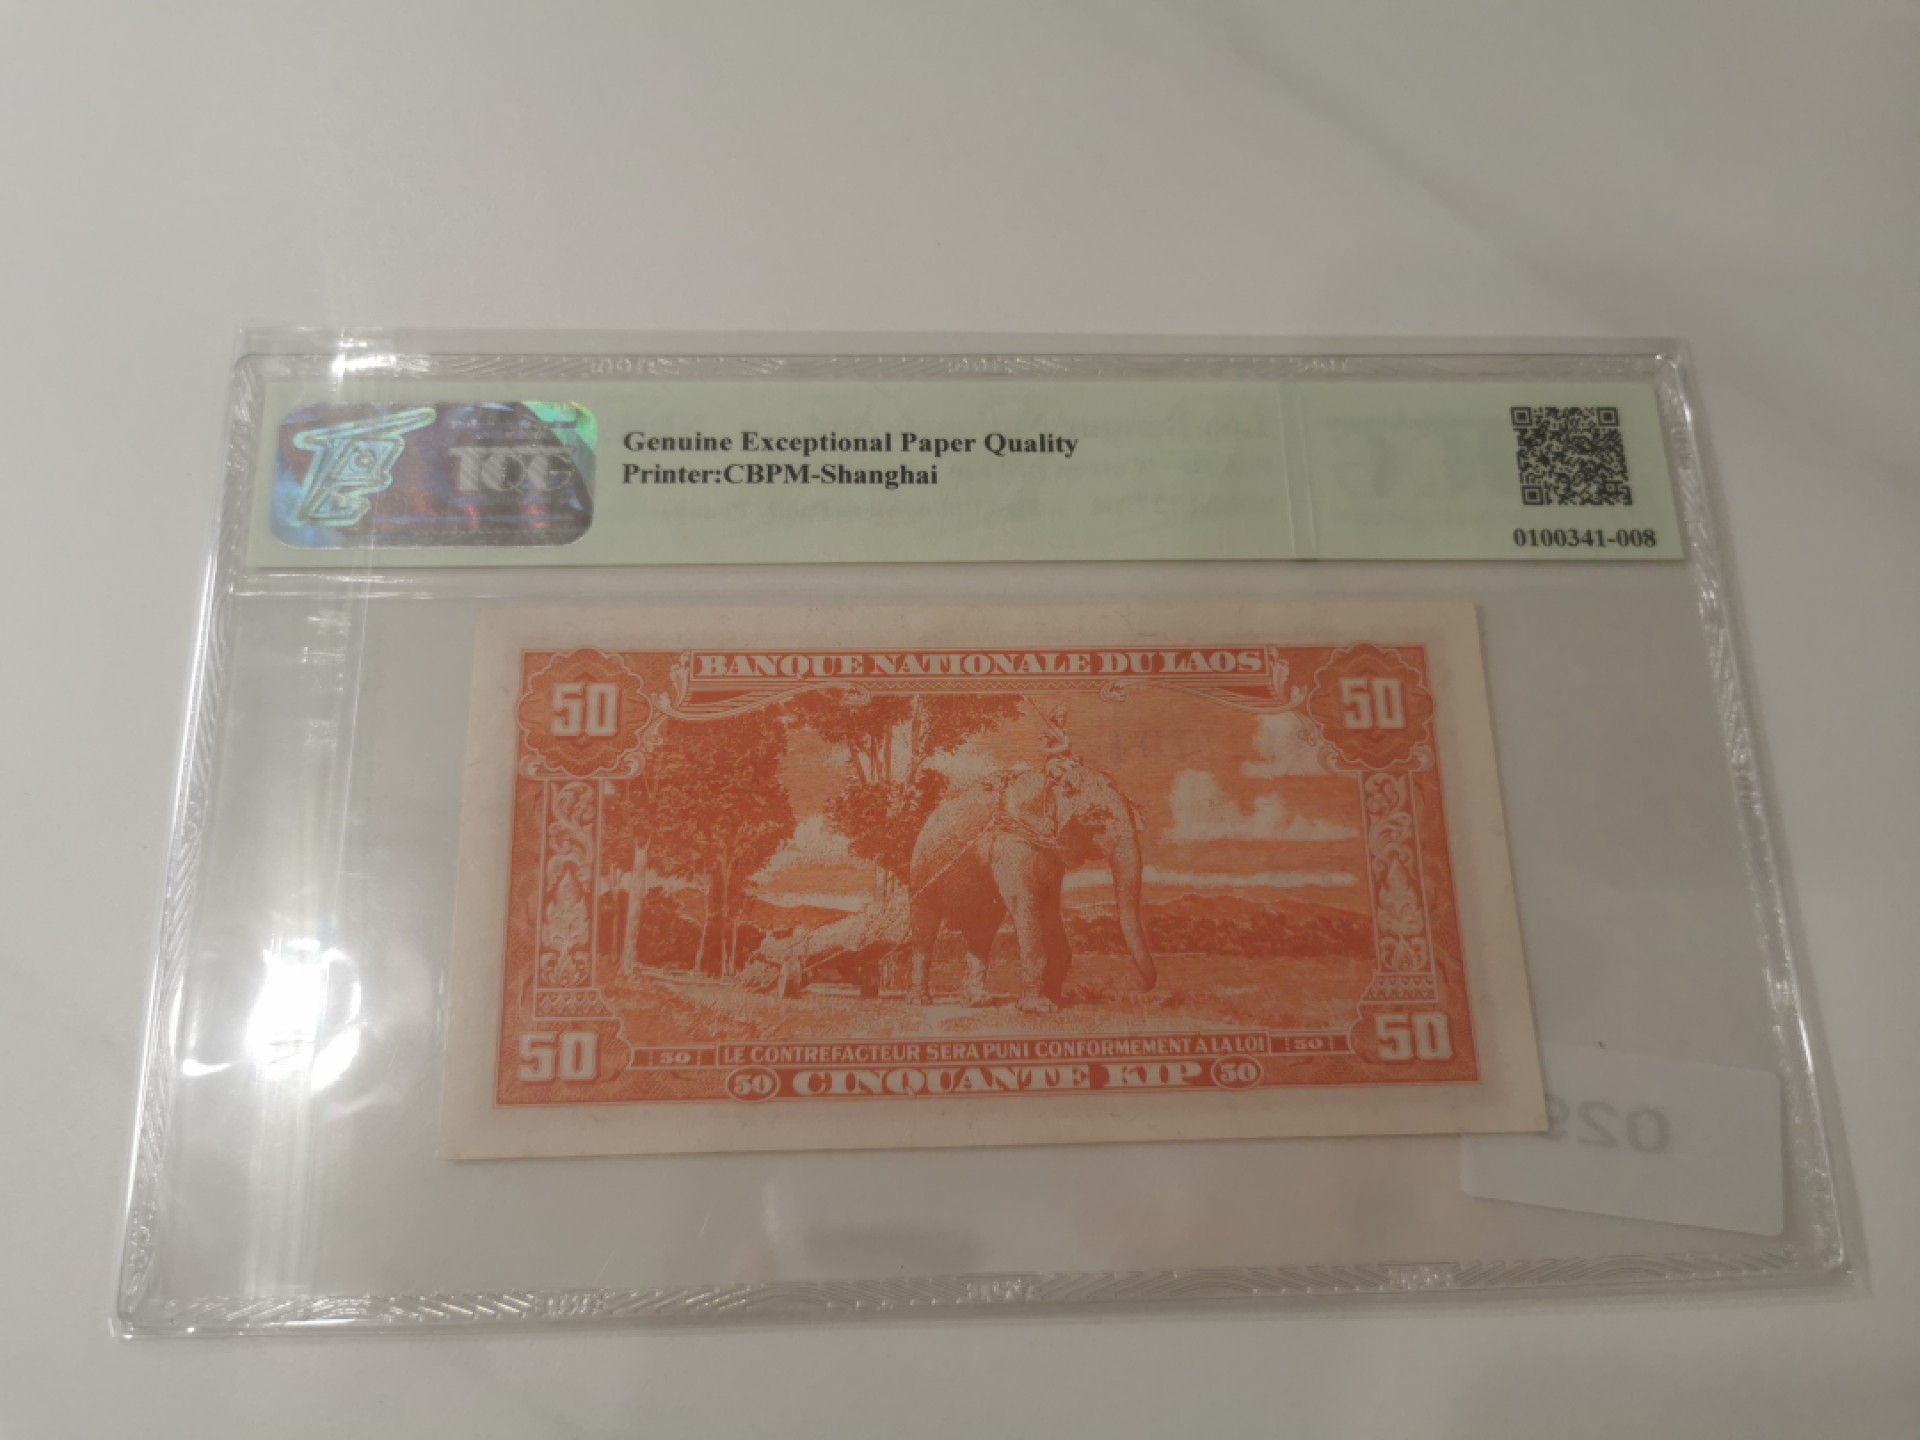 TQG
Genuine Exceptional Paper Quality
Printer:CBPM-Shanghai
0100341-008
BANQUE NATIONALE DU LAOS
50
50
50
50
50 LE CONTREFACTEUR SERA PUNI CONFORMEMENT À LA LOI 50
50 CINQUANTE KIP 50